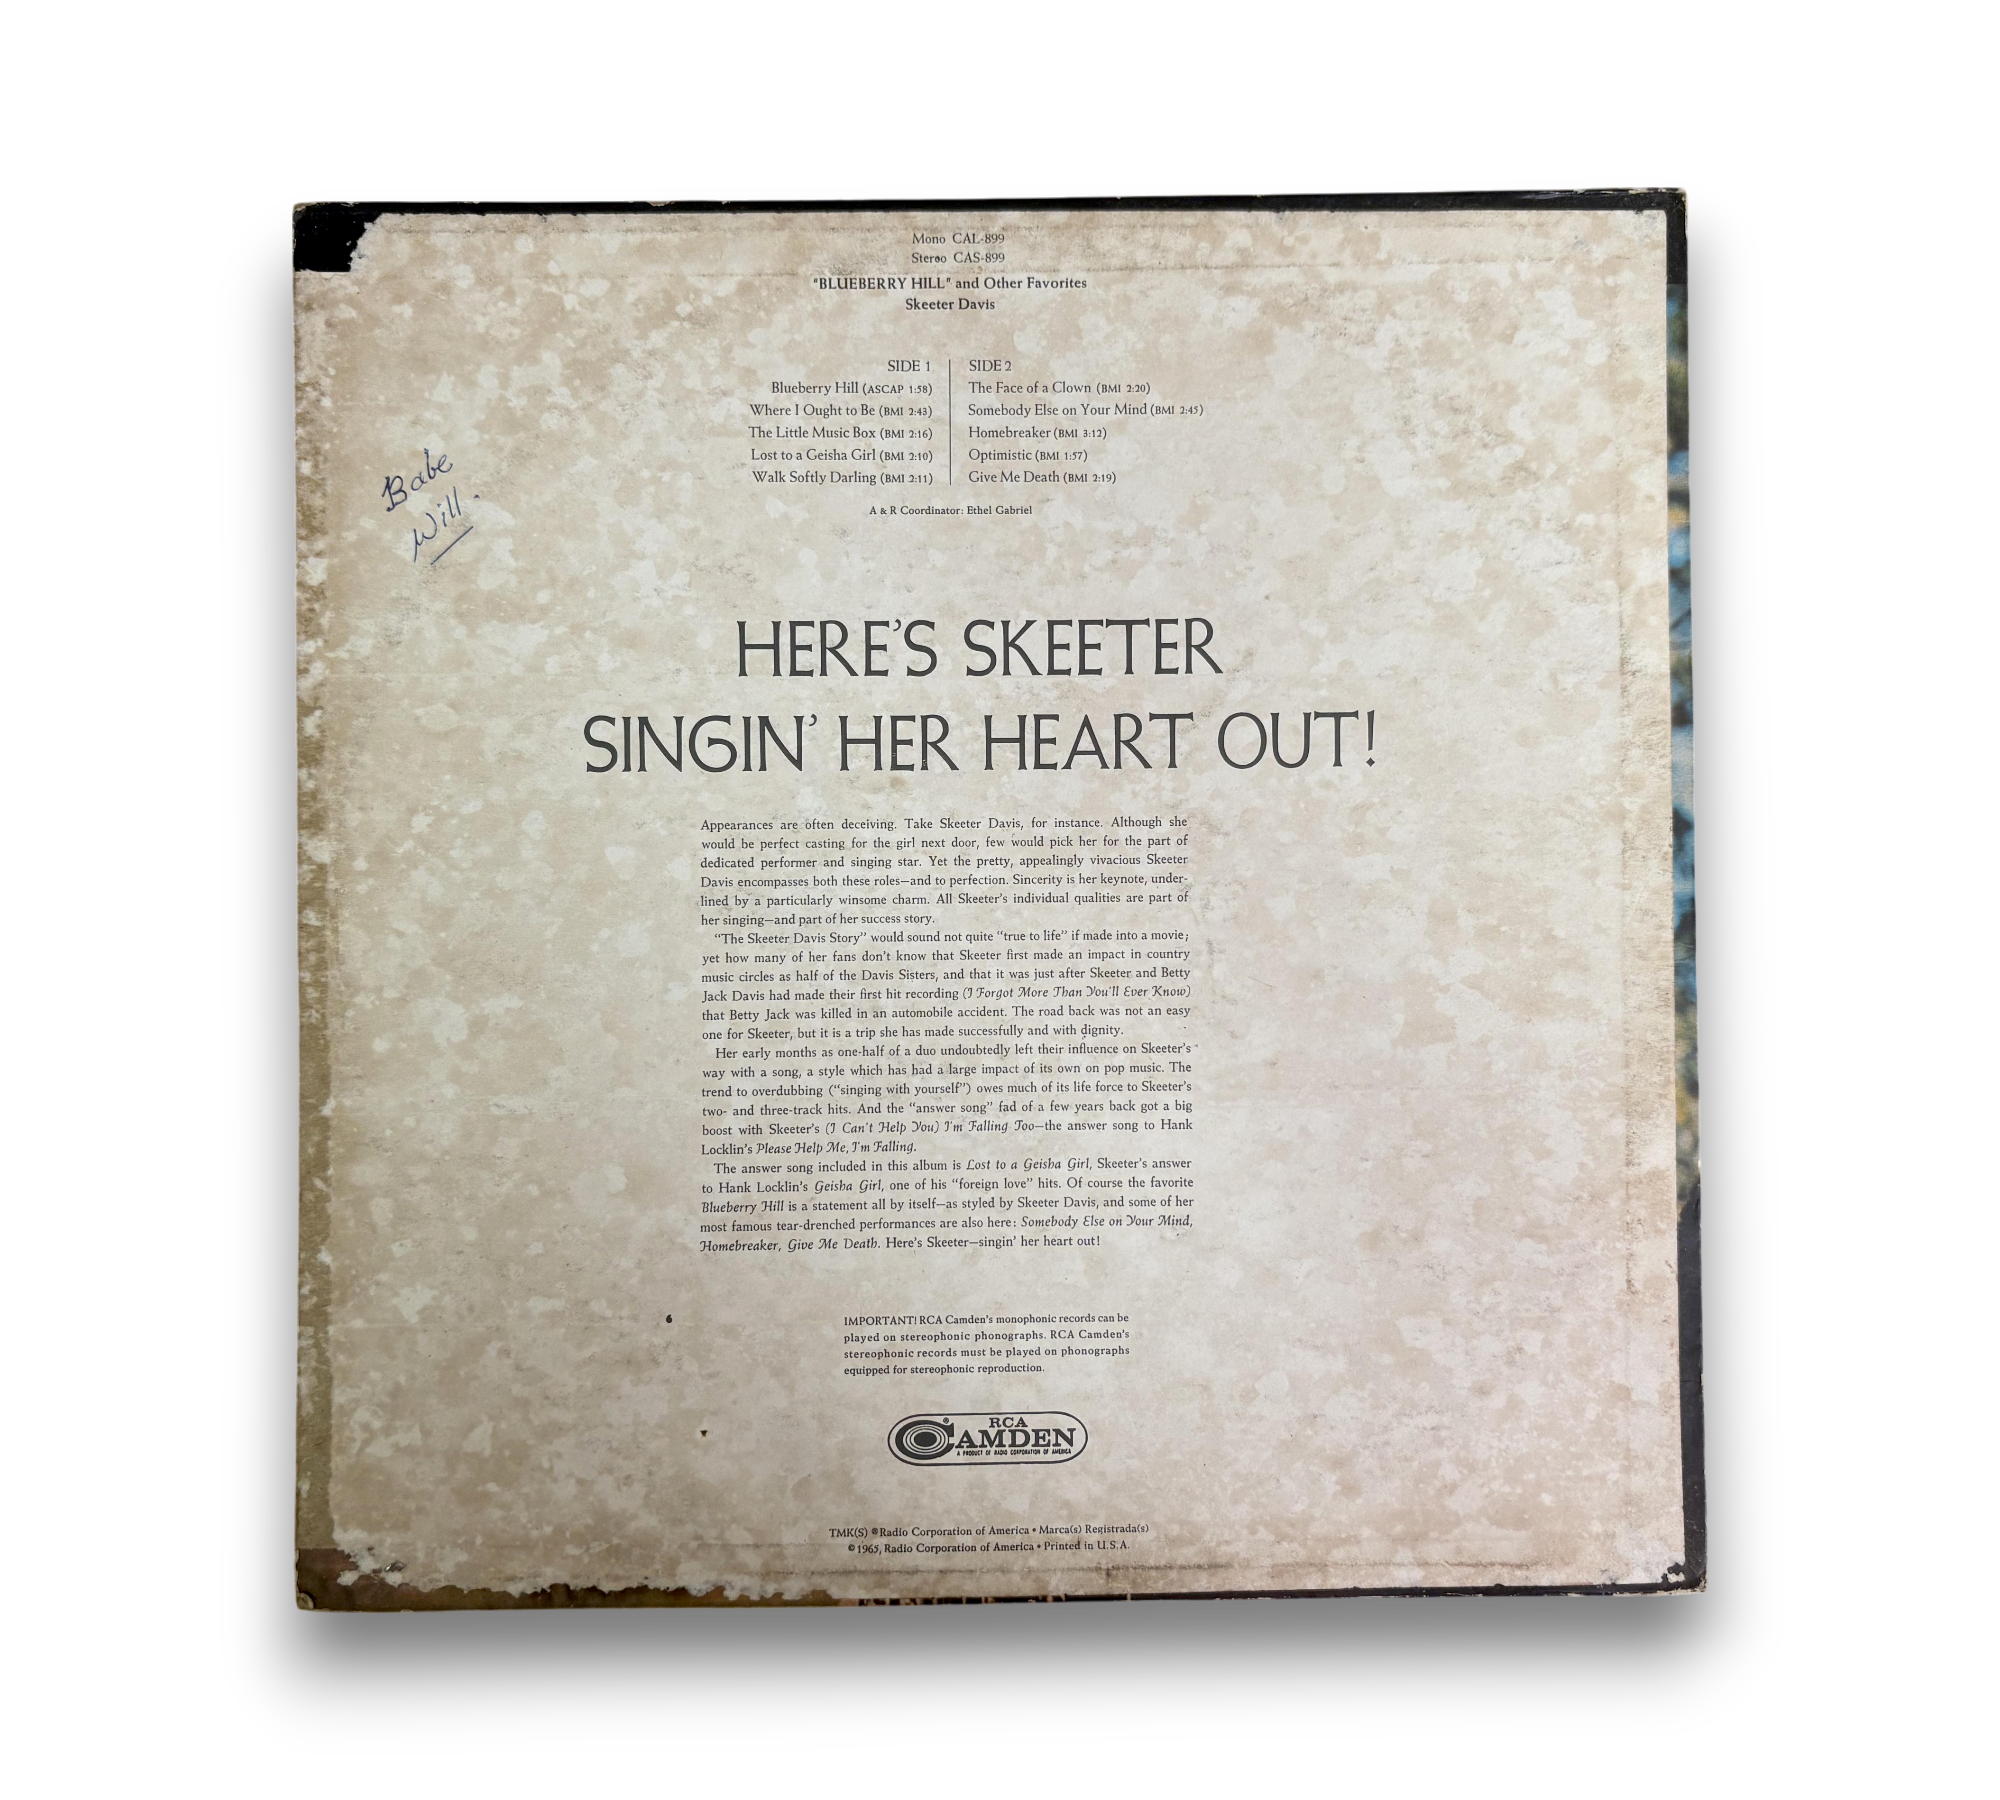 Mono CAL-899
Stereo CAS-899
"BLUEBERRY HILL" and Other Favorites
Skeeter Davis
SIDE 1
Blueberry Hill (ASCAP 1:58)
Where I Ought to Be (BMI 2:43)
The Little Music Box (BMI 2:16)
Lost to a Geisha Girl (BMI 2:10)
Walk Softly Darling (BMI 2:11)
SIDE 2
The Face of a Clown (BMI 2:20)
Somebody Else on Your Mind (BMI 2:45)
Homebreaker (BMI 3:12)
Optimistic (BMI 1:57)
Give Me Death (BMI 2:19)
A & R Coordinator: Ethel Gabriel
Babe
Will.
HERE'S SKEETER
SINGIN' HER HEART OUT!
Appearances are often deceiving. Take Skeeter Davis, for instance. Although she
would be perfect casting for the girl next door, few would pick her for the part of
dedicated performer and singing star. Yet the pretty, appealingly vivacious Skeeter
Davis encompasses both these roles—and to perfection. Sincerity is her keynote, under-
lined by a particularly winsome charm. All Skeeter's individual qualities are part of
her singing—and part of her success story.
"The Skeeter Davis Story" would sound not quite "true to life" if made into a movie;
yet how many of her fans don't know that Skeeter first made an impact in country
music circles as half of the Davis Sisters, and that it was just after Skeeter and Betty
Jack Davis had made their first hit recording (I Forgot More Than You'll Ever Know)
that Betty Jack was killed in an automobile accident. The road back was not an easy
one for Skeeter, but it is a trip she has made successfully and with dignity.
Her early months as one-half of a duo undoubtedly left their influence on Skeeter's
way with a song, a style which has had a large impact of its own on pop music. The
trend to overdubbing ("singing with yourself") owes much of its life force to Skeeter's
two- and three-track hits. And the "answer song" fad of a few years back got a big
boost with Skeeter's (I Can't Help You) I'm Falling Too—the answer song to Hank
Locklin's Please Help Me, I'm Falling.
The answer song included in this album is Lost to a Geisha Girl, Skeeter's answer
to Hank Locklin's Geisha Girl, one of his "foreign love" hits. Of course the favorite
Blueberry Hill is a statement all by itself—as styled by Skeeter Davis, and some of her
most famous tear-drenched performances are also here: Somebody Else on Your Mind,
Homebreaker, Give Me Death. Here's Skeeter—singin' her heart out!
6
IMPORTANT! RCA Camden's monophonic records can be
played on stereophonic phonographs. RCA Camden's
stereophonic records must be played on phonographs
equipped for stereophonic reproduction.
RCA
CAMDEN ®
A PRODUCT OF RADIO CORPORATION OF AMERICA
TMK(S) ® Radio Corporation of America • Marca(s) Registrada(s)
© 1965, Radio Corporation of America • Printed in U.S.A.